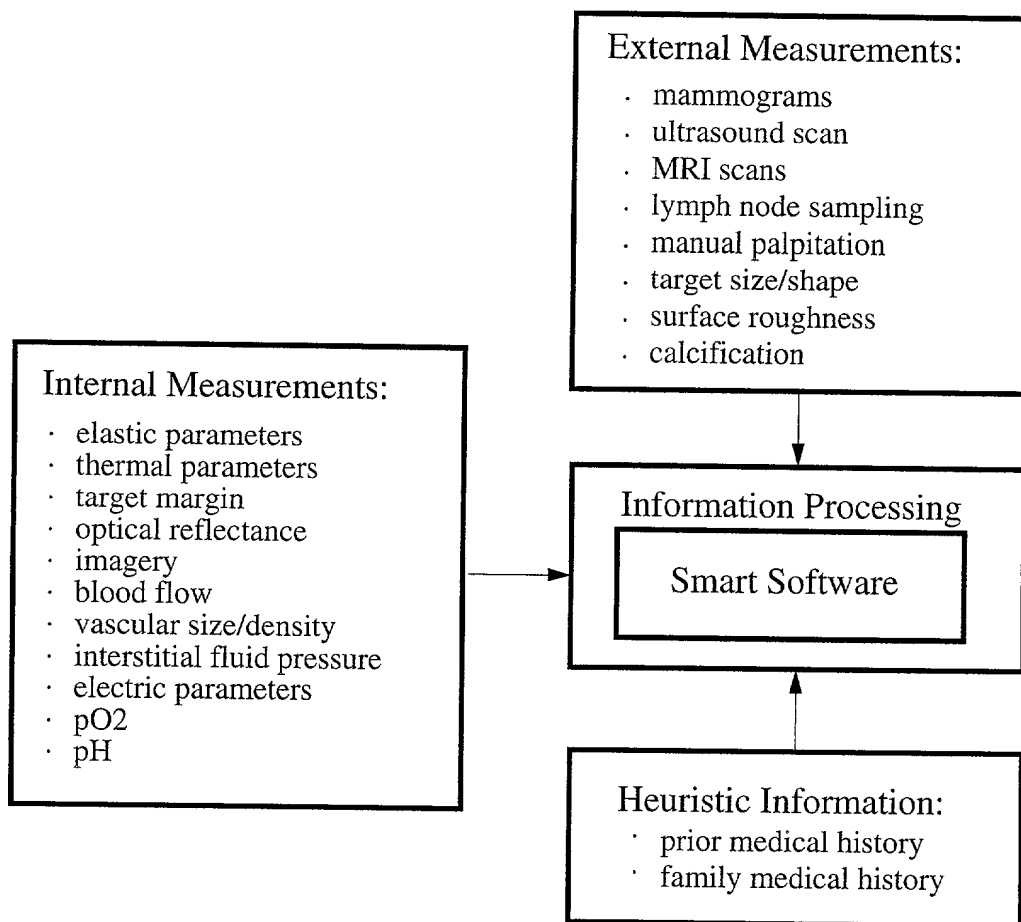 External Measurements:
· mammograms
· ultrasound scan
· MRI scans
· lymph node sampling
· manual palpitation
· target size/shape
· surface roughness
· calcification
Internal Measurements:
· elastic parameters
· thermal parameters
· target margin
· optical reflectance
· imagery
· blood flow
· vascular size/density
· interstitial fluid pressure
· electric parameters
· pO2
· pH
Information Processing
Smart Software
Heuristic Information:
· prior medical history
· family medical history